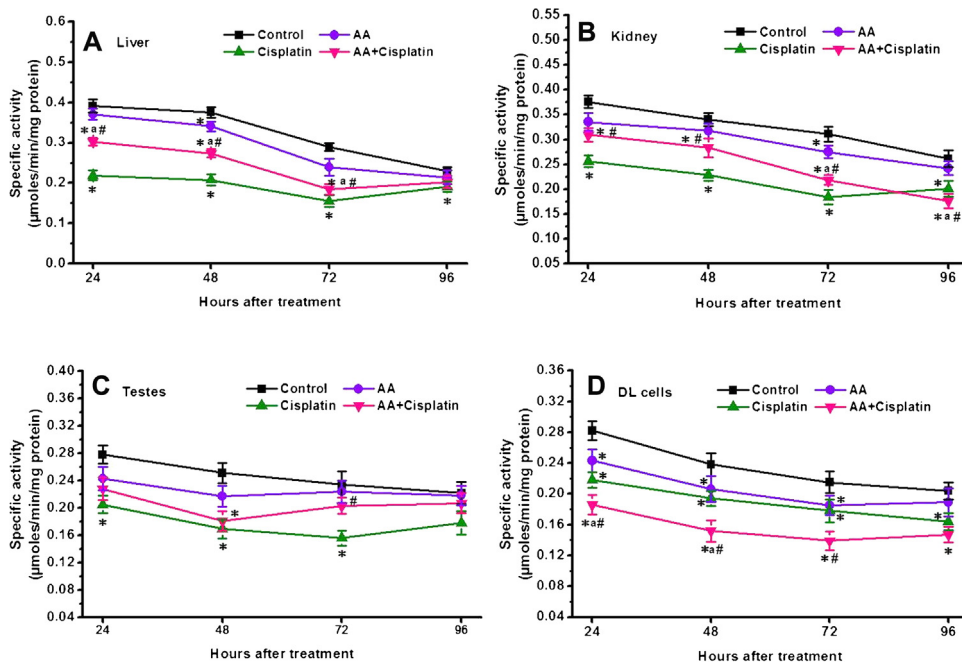 A Liver
Control AA
Cisplatin AA+Cisplatin
Specific activity
(μmoles/min/mg protein)
0.6
0.5
0.4
0.3
0.2
0.1
0.0
*a#
*
*
*a#
*
*a#
*
*
24 48 72 96
Hours after treatment
B Kidney
Control AA
Cisplatin AA+Cisplatin
Specific activity
(μmoles/min/mg protein)
0.55
0.50
0.45
0.40
0.35
0.30
0.25
0.20
0.15
0.10
0.05
*#
*
*#
*
*
*a#
*
*
*a#
24 48 72 96
Hours after treatment
C Testes
Control AA
Cisplatin AA+Cisplatin
Specific activity
(μmoles/min/mg protein)
0.40
0.36
0.32
0.28
0.24
0.20
0.16
0.12
0.08
0.04
*
*
*
#
*
24 48 72 96
Hours after treatment
D DL cells
Control AA
Cisplatin AA+Cisplatin
Specific activity
(μmoles/min/mg protein)
0.36
0.32
0.28
0.24
0.20
0.16
0.12
0.08
0.04
*
*
*a#
*
*
*a#
*
*
*#
*
*
24 48 72 96
Hours after treatment